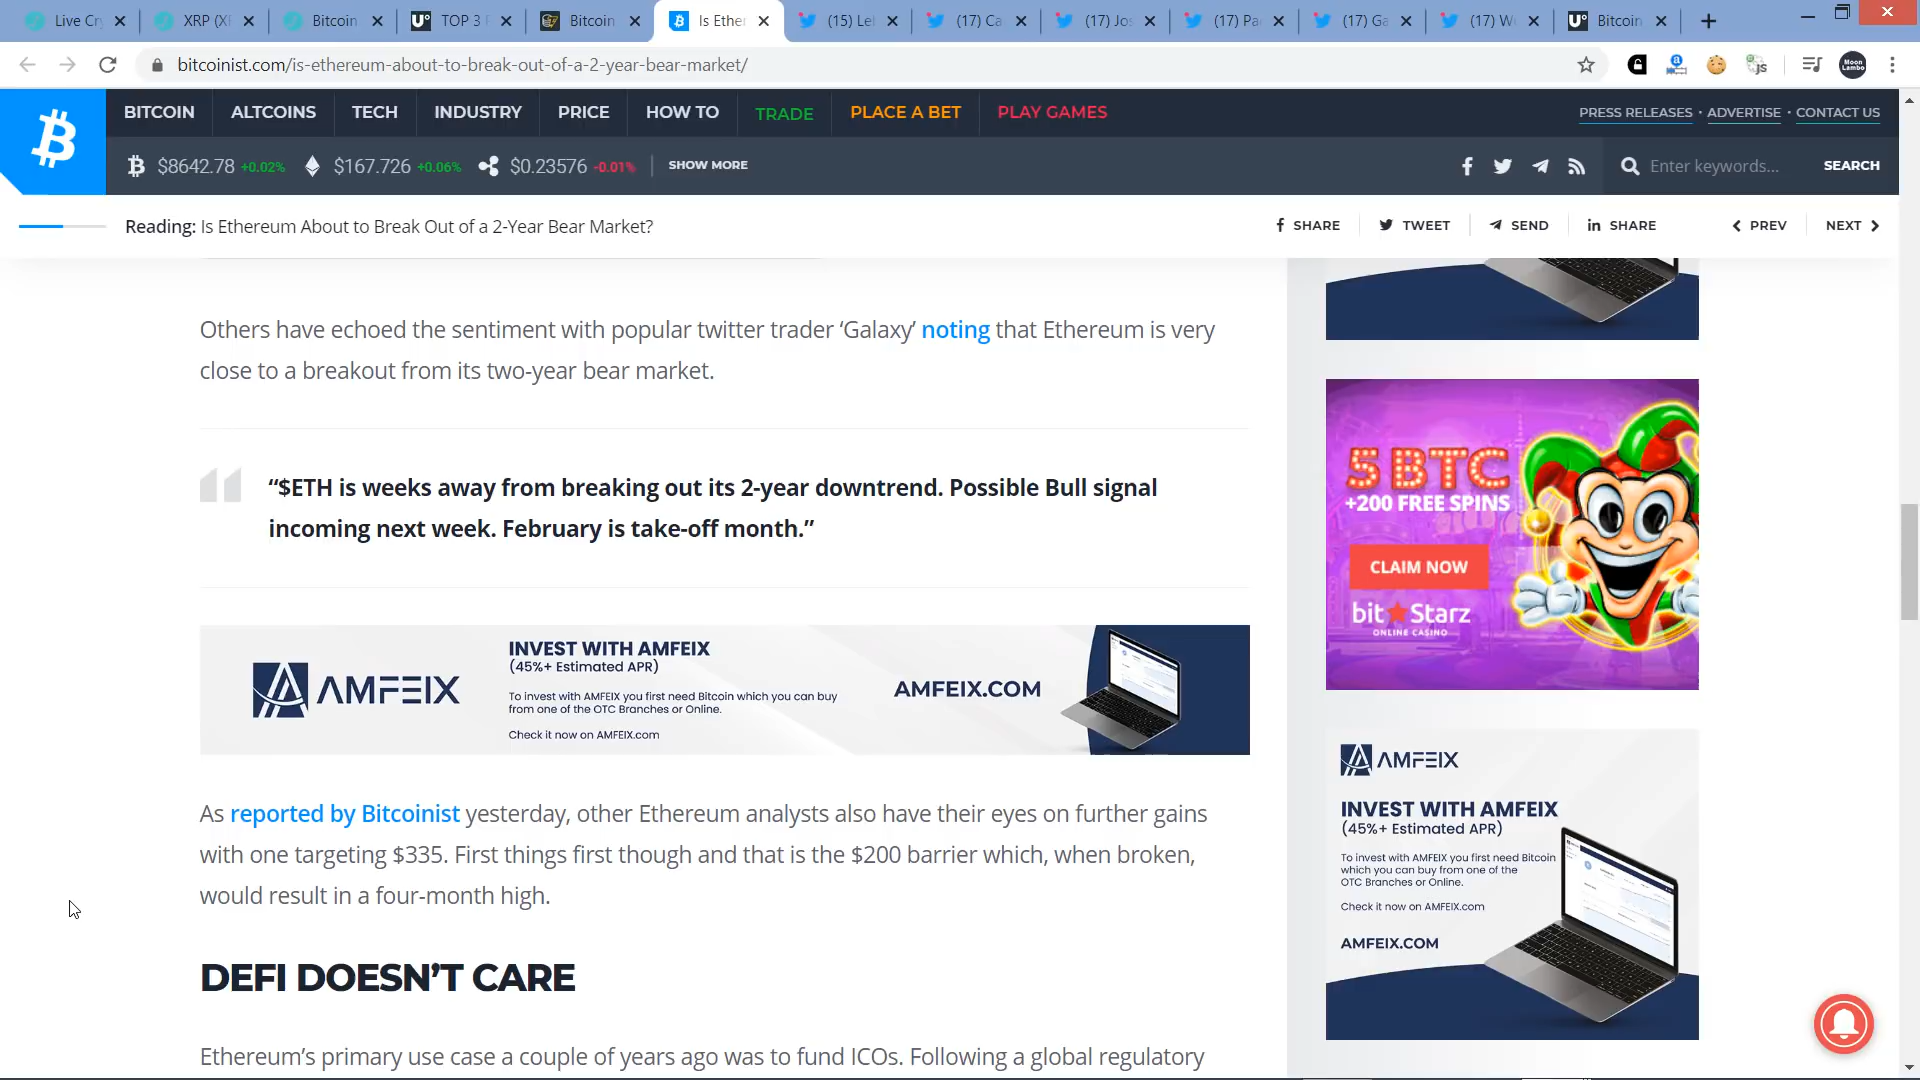 Live Cr
XRP (XF
Bitcoin
TOP 3 F
Bitcoin
Is Ether
(15) Le
(17) Ca
(17) Jos
(17) Pa
(17) Ga
(17) W
Bitcoin
bitcoinist.com/is-ethereum-about-to-break-out-of-a-2-year-bear-market/
BITCOIN ALTCOINS TECH INDUSTRY PRICE HOW TO TRADE PLACE A BET PLAY GAMES
PRESS RELEASES · ADVERTISE · CONTACT US
$8642.78 +0.02% $167.726 +0.06% $0.23576 -0.01% SHOW MORE
Enter keywords... SEARCH
Reading: Is Ethereum About to Break Out of a 2-Year Bear Market?
SHARE TWEET SEND SHARE PREV NEXT
Others have echoed the sentiment with popular twitter trader ‘Galaxy’ noting that Ethereum is very
close to a breakout from its two-year bear market.
“$ETH is weeks away from breaking out its 2-year downtrend. Possible Bull signal
incoming next week. February is take-off month.”
AMFEIX
INVEST WITH AMFEIX
(45%+ Estimated APR)
To invest with AMFEIX you first need Bitcoin which you can buy
from one of the OTC Branches or Online.
Check it now on AMFEIX.com
AMFEIX.COM
As reported by Bitcoinist yesterday, other Ethereum analysts also have their eyes on further gains
with one targeting $335. First things first though and that is the $200 barrier which, when broken,
would result in a four-month high.
DEFI DOESN’T CARE
Ethereum’s primary use case a couple of years ago was to fund ICOs. Following a global regulatory
5 BTC
+200 FREE SPINS
CLAIM NOW
bitStarz
ONLINE CASINO
AMFEIX
INVEST WITH AMFEIX
(45%+ Estimated APR)
To invest with AMFEIX you first need Bitcoin
which you can buy from one of the
OTC Branches or Online.
Check it now on AMFEIX.com
AMFEIX.COM